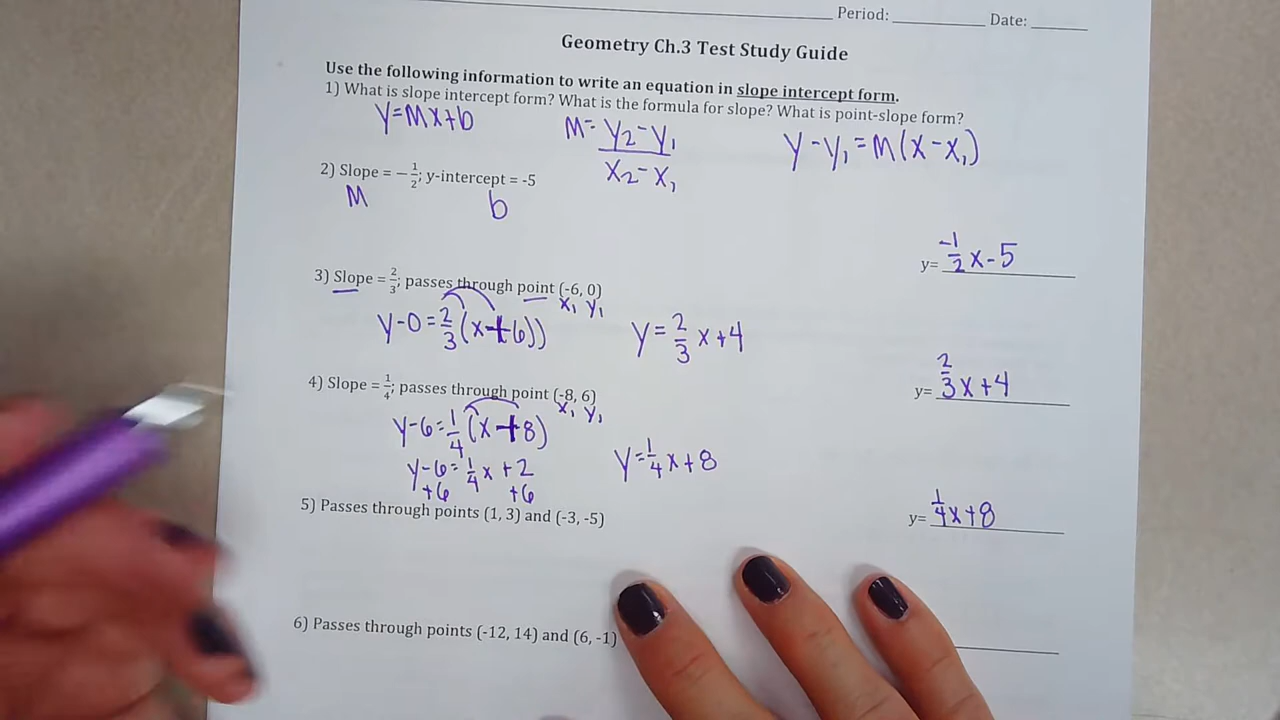 Period: ________ Date: ______
Geometry Ch.3 Test Study Guide
Use the following information to write an equation in slope intercept form.
1) What is slope intercept form? What is the formula for slope? What is point-slope form?
y=mx+b m= y₂-y₁ / x₂-x₁ y-y₁=m(x-x₁)
2) Slope = -1/2; y-intercept = -5
m b
y= -1/2x-5
3) Slope = 2/3; passes through point (-6, 0)
x₁ y₁
y-0=2/3(x+6)) y=2/3x+4
y= 2/3x+4
4) Slope = 1/4; passes through point (-8, 6)
x₁ y₁
y-6=1/4(x+8)
y-6=1/4x+2 y=1/4x+8
+6 +6
y= 1/4x+8
5) Passes through points (1, 3) and (-3, -5)
6) Passes through points (-12, 14) and (6, -1)